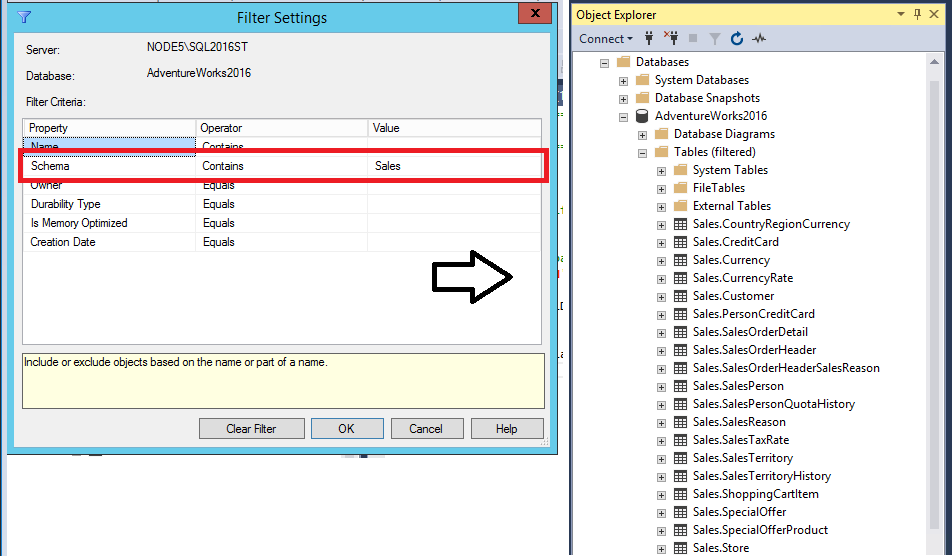 Filter Settings
X
Server: NODE5\SQL2016ST
Database: AdventureWorks2016
Filter Criteria:
Property Operator Value
Name Contains
Schema Contains Sales
Owner Equals
Durability Type Equals
Is Memory Optimized Equals
Creation Date Equals
Include or exclude objects based on the name or part of a name.
Clear Filter OK Cancel Help
Object Explorer
Connect
Databases
System Databases
Database Snapshots
AdventureWorks2016
Database Diagrams
Tables (filtered)
System Tables
FileTables
External Tables
Sales.CountryRegionCurrency
Sales.CreditCard
Sales.Currency
Sales.CurrencyRate
Sales.Customer
Sales.PersonCreditCard
Sales.SalesOrderDetail
Sales.SalesOrderHeader
Sales.SalesOrderHeaderSalesReason
Sales.SalesPerson
Sales.SalesPersonQuotaHistory
Sales.SalesReason
Sales.SalesTaxRate
Sales.SalesTerritory
Sales.SalesTerritoryHistory
Sales.ShoppingCartItem
Sales.SpecialOffer
Sales.SpecialOfferProduct
Sales.Store